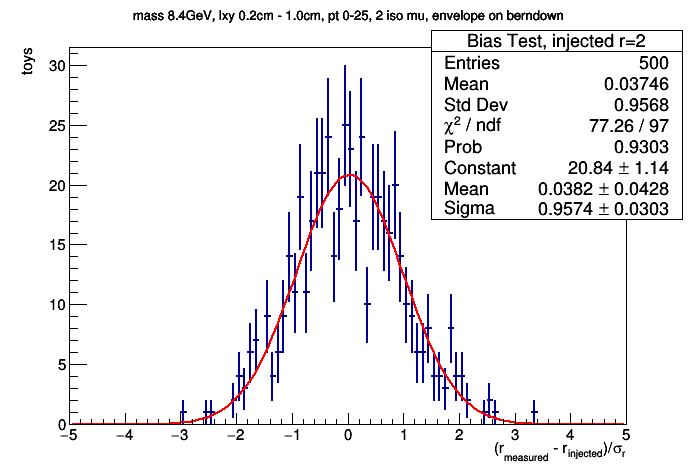 mass 8.4GeV, lxy 0.2cm - 1.0cm, pt 0-25, 2 iso mu, envelope on berndown
Bias Test, injected r=2
Entries 500
Mean 0.03746
Std Dev 0.9568
χ² / ndf 77.26 / 97
Prob 0.9303
Constant 20.84 ± 1.14
Mean 0.0382 ± 0.0428
Sigma 0.9574 ± 0.0303
toys
30
25
20
15
10
5
0
−5 −4 −3 −2 −1 0 1 2 3 4 5
(r_measured - r_injected)/σ_r